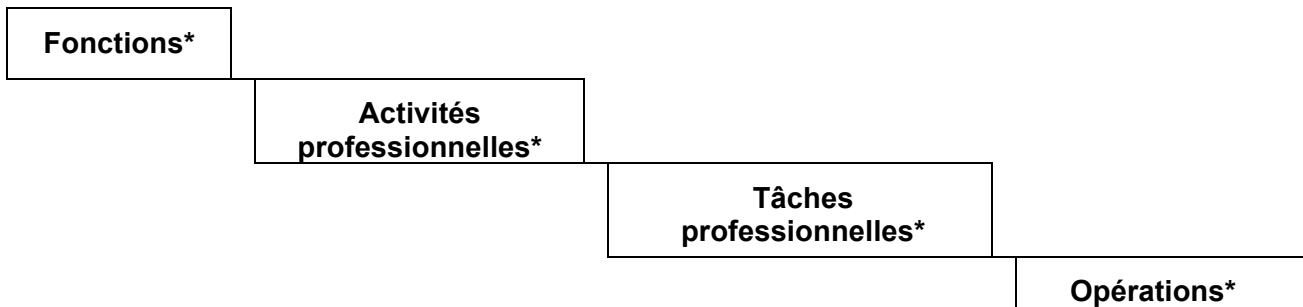 Fonctions*
Activités
professionnelles*
Tâches
professionnelles*
Opérations*